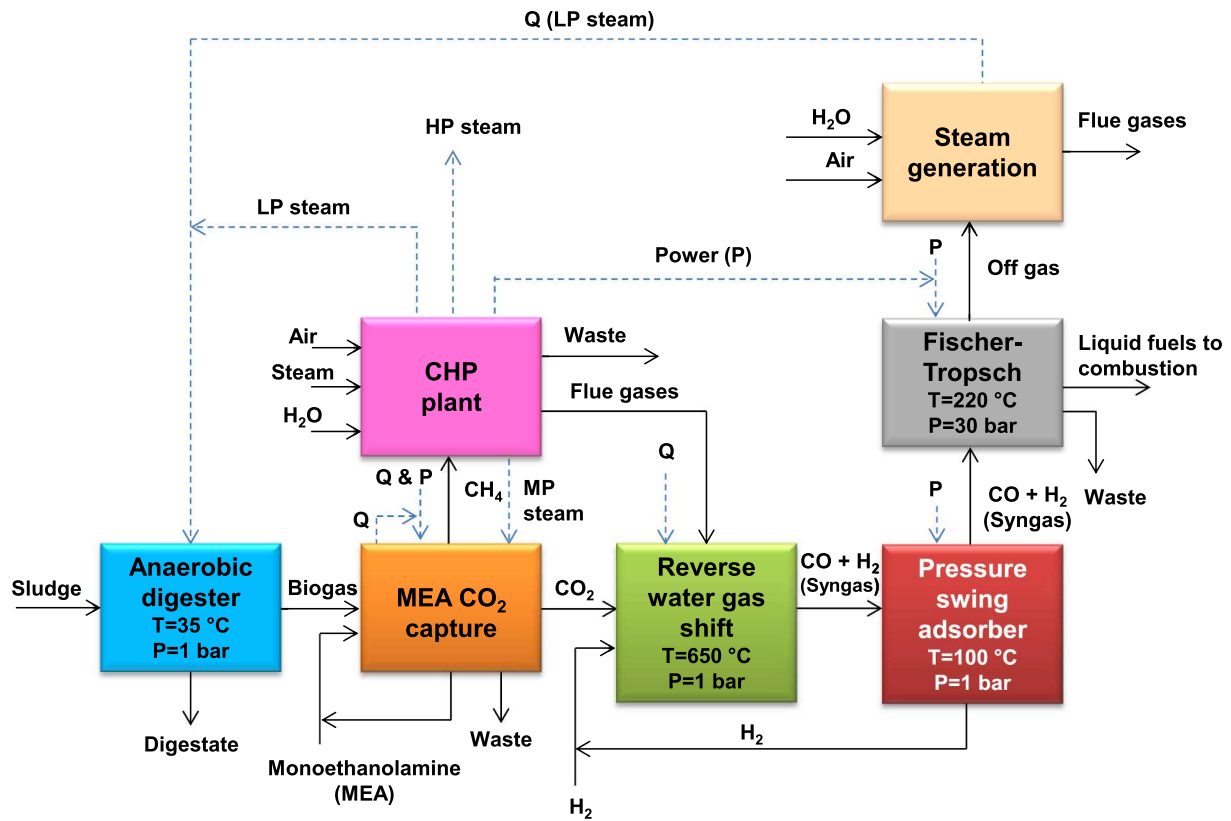 Q (LP steam)
HP steam
H₂O
Air
Steam
generation
Flue gases
LP steam
Power (P)
P
Off gas
Air
Steam
H₂O
CHP
plant
Waste
Flue gases
Fischer-
Tropsch
T=220 °C
P=30 bar
Liquid fuels to
combustion
Waste
Q & P
Q
CH₄
MP
steam
Q
P
CO + H₂
(Syngas)
Sludge
Anaerobic
digester
T=35 °C
P=1 bar
Biogas
MEA CO₂
capture
CO₂
Reverse
water gas
shift
T=650 °C
P=1 bar
CO + H₂
(Syngas)
Pressure
swing
adsorber
T=100 °C
P=1 bar
Digestate
Monoethanolamine
(MEA)
Waste
H₂
H₂